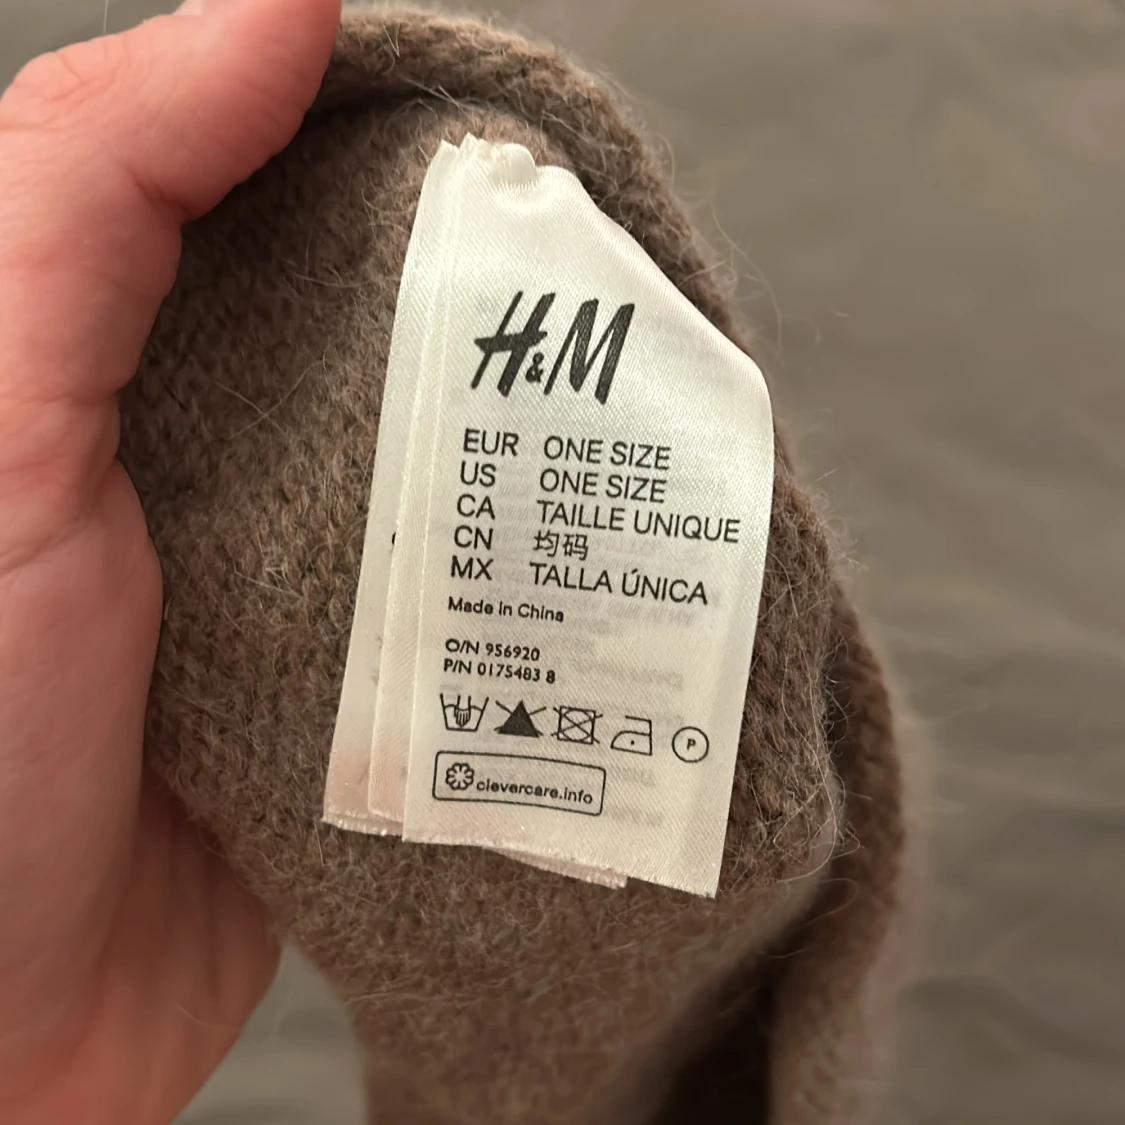 H&M
EUR ONE SIZE
US ONE SIZE
CA TAILLE UNIQUE
CN 均码
MX TALLA ÚNICA
Made in China
O/N 956920
P/N 0175483 8
P
clevercare.info